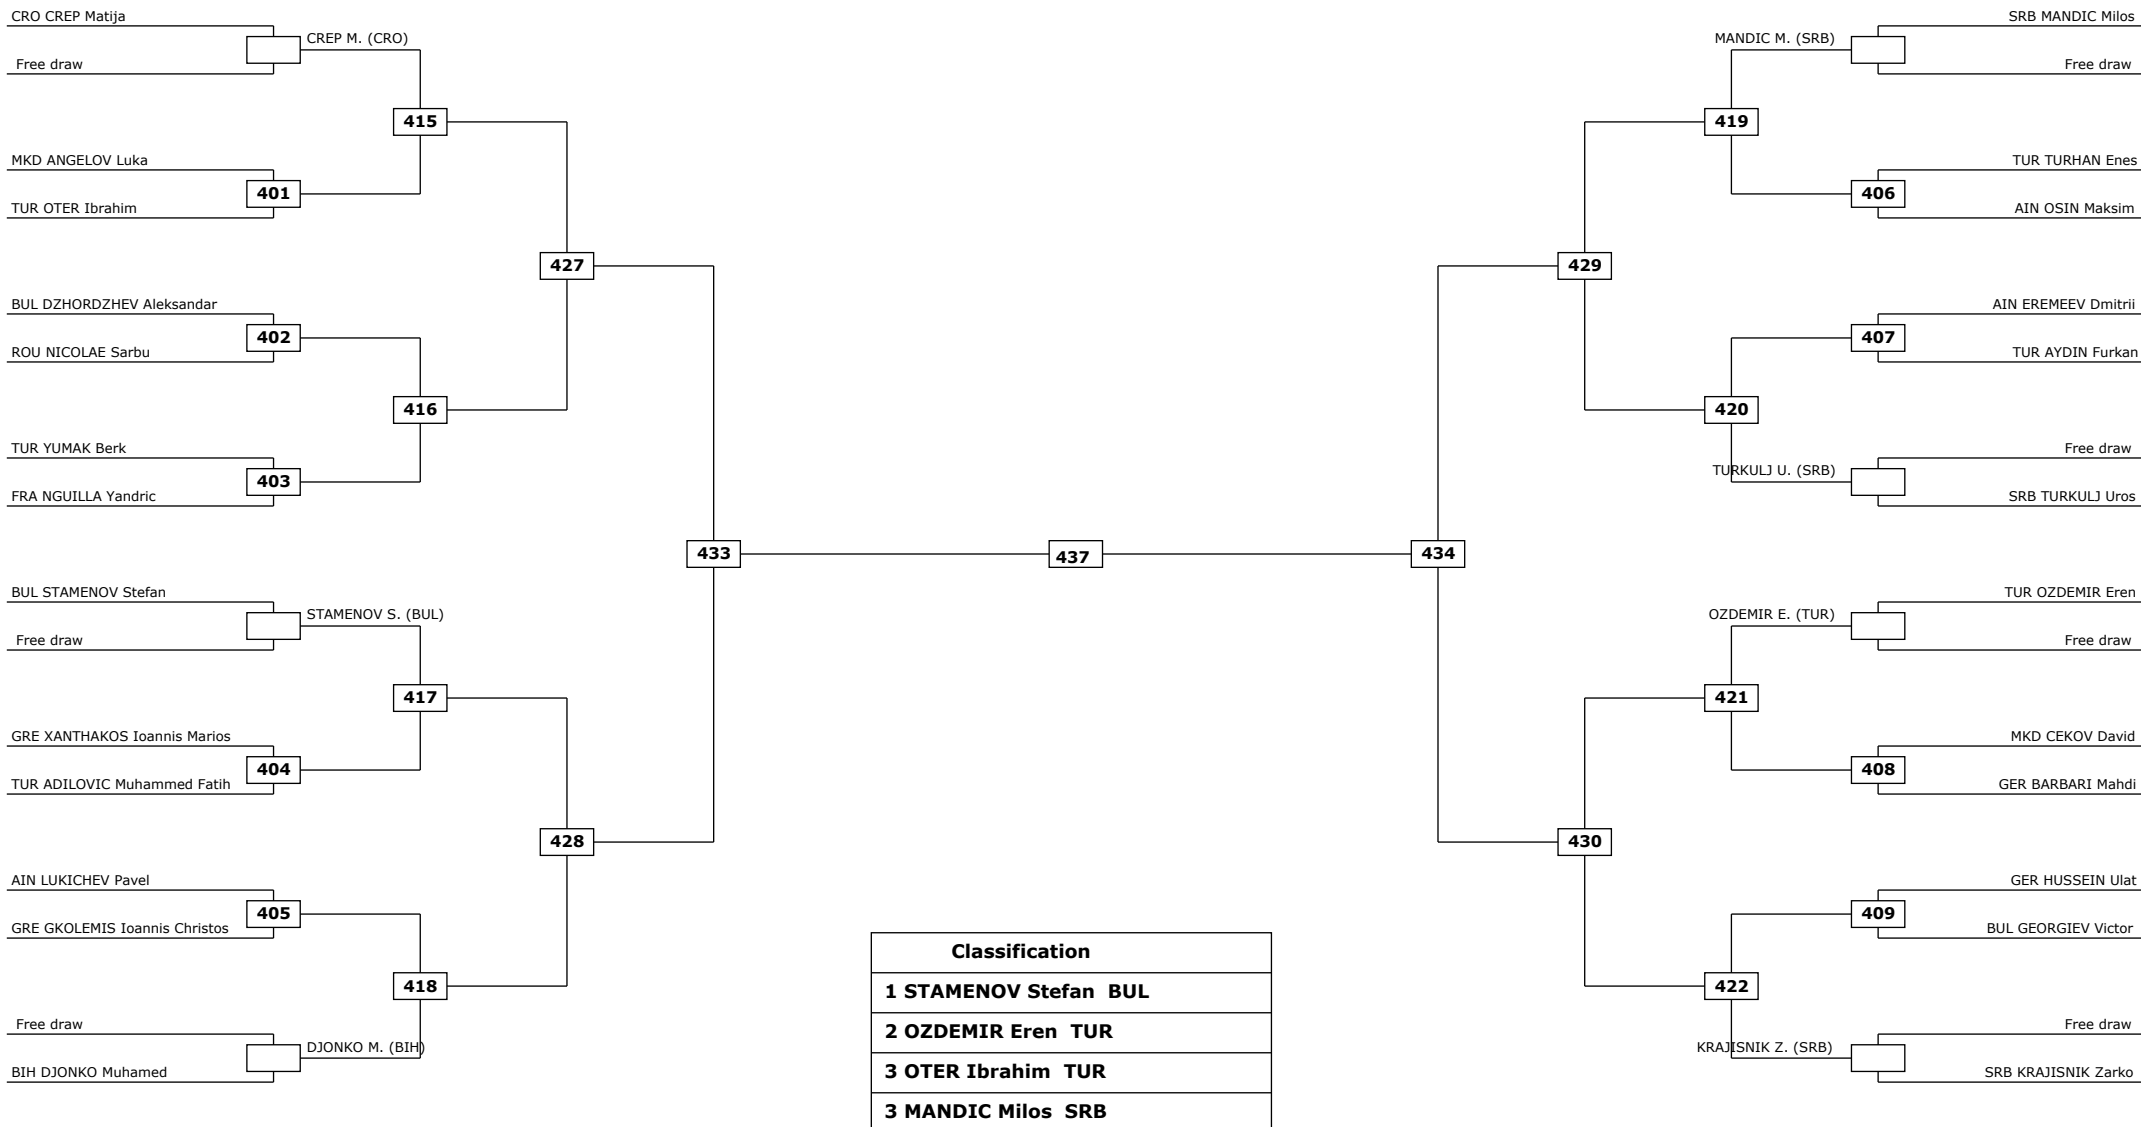 CRO CREP Matija
CREP M. (CRO)
Free draw
415
MKD ANGELOV Luka
401
TUR OTER Ibrahim
427
BUL DZHORDZHEV Aleksandar
402
ROU NICOLAE Sarbu
416
TUR YUMAK Berk
403
FRA NGUILLA Yandric
433
BUL STAMENOV Stefan
STAMENOV S. (BUL)
Free draw
417
GRE XANTHAKOS Ioannis Marios
404
TUR ADILOVIC Muhammed Fatih
428
AIN LUKICHEV Pavel
405
GRE GKOLEMIS Ioannis Christos
418
Free draw
DJONKO M. (BIH)
BIH DJONKO Muhamed
437
SRB MANDIC Milos
MANDIC M. (SRB)
Free draw
419
TUR TURHAN Enes
406
AIN OSIN Maksim
429
AIN EREMEEV Dmitrii
407
TUR AYDIN Furkan
420
Free draw
TURKULJ U. (SRB)
SRB TURKULJ Uros
434
TUR OZDEMIR Eren
OZDEMIR E. (TUR)
Free draw
421
MKD CEKOV David
408
GER BARBARI Mahdi
430
GER HUSSEIN Ulat
409
BUL GEORGIEV Victor
422
Free draw
KRAJISNIK Z. (SRB)
SRB KRAJISNIK Zarko
Classification
1 STAMENOV Stefan BUL
2 OZDEMIR Eren TUR
3 OTER Ibrahim TUR
3 MANDIC Milos SRB